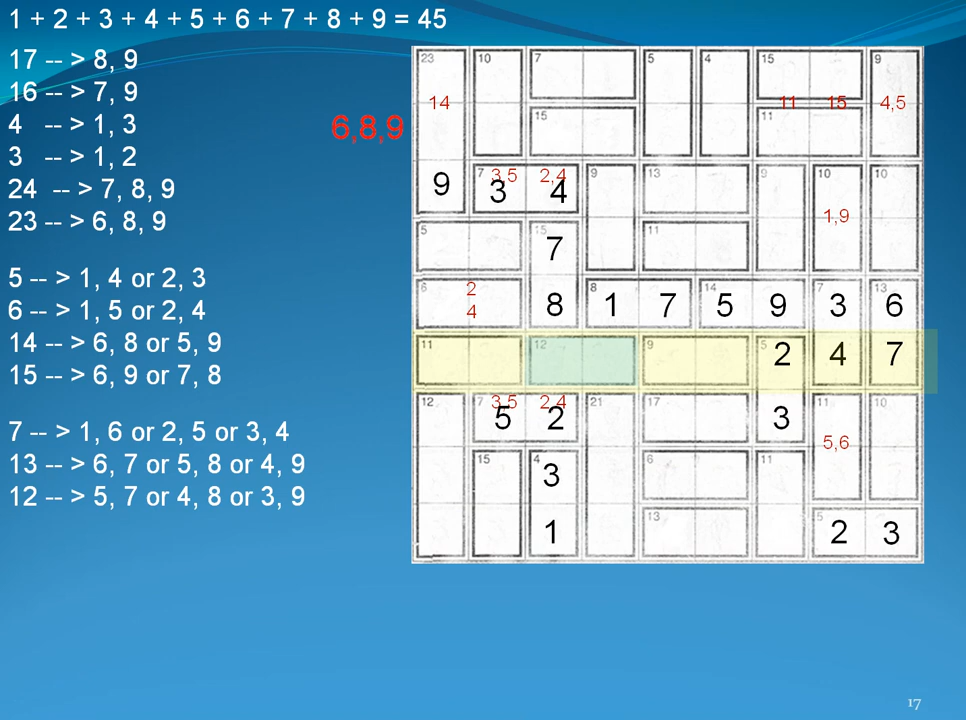 1 + 2 + 3 + 4 + 5 + 6 + 7 + 8 + 9 = 45
17 -- > 8, 9
16 -- > 7, 9
4 -- > 1, 3
3 -- > 1, 2
24 -- > 7, 8, 9
23 -- > 6, 8, 9
5 -- > 1, 4 or 2, 3
6 -- > 1, 5 or 2, 4
14 -- > 6, 8 or 5, 9
15 -- > 6, 9 or 7, 8
7 -- > 1, 6 or 2, 5 or 3, 4
13 -- > 6, 7 or 5, 8 or 4, 9
12 -- > 5, 7 or 4, 8 or 3, 9
6,8,9
23 10 7 5 4 15 9
14 11 15 4,5
15 11
7 3,5 2,4 9 13 9 10 10
9 3 4
1,9
5 15 11
7
6 2 8 14 7 13
4
8 1 7 5 9 3 6
11 12 9 5
2 4 7
12 7 3,5 2,4 21 17 11 10
5 2 3
5,6
15 4 6 11
3
13 5
1 2 3
17